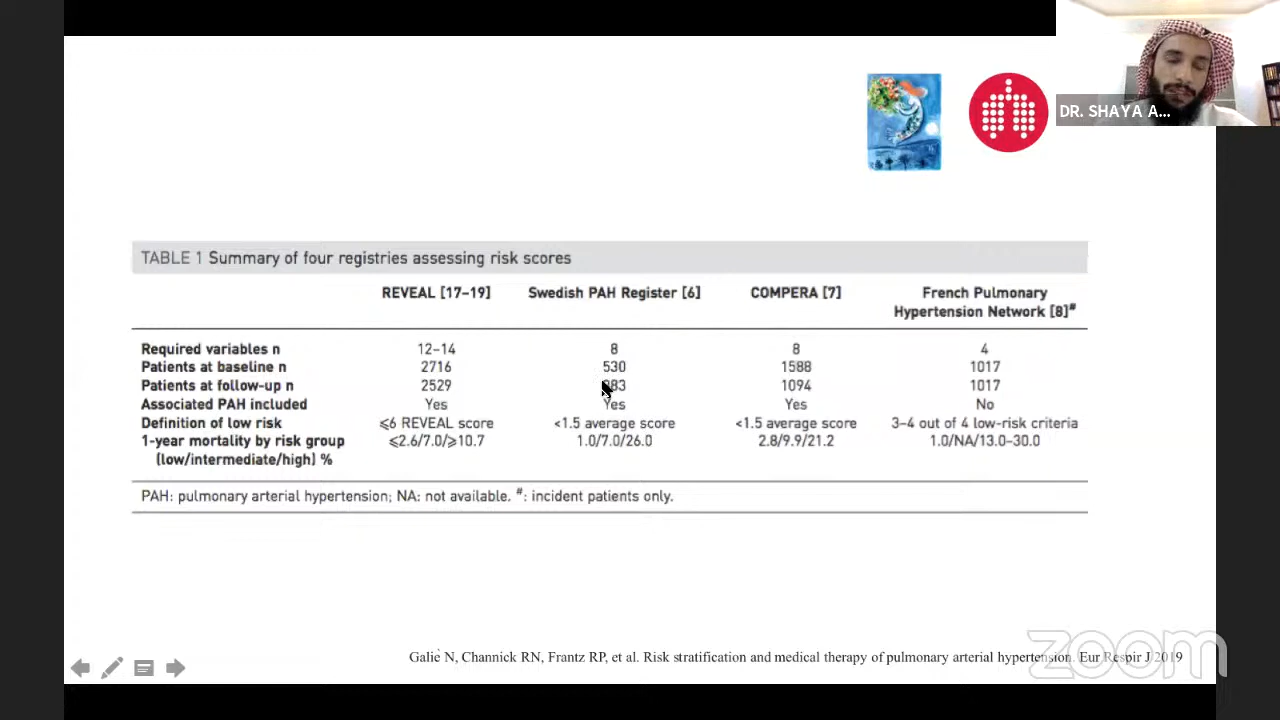 DR. SHAYA A...
TABLE 1 Summary of four registries assessing risk scores
REVEAL [17–19] Swedish PAH Register [6] COMPERA [7] French Pulmonary
Hypertension Network [8]#
Required variables n 12–14 8 8 4
Patients at baseline n 2716 530 1588 1017
Patients at follow-up n 2529 1094 1017
Associated PAH included Yes Yes Yes No
Definition of low risk ⩽6 REVEAL score <1.5 average score <1.5 average score 3–4 out of 4 low-risk criteria
1-year mortality by risk group ⩽2.6/7.0/⩾10.7 1.0/7.0/26.0 2.8/9.9/21.2 1.0/NA/13.0–30.0
(low/intermediate/high) %
PAH: pulmonary arterial hypertension; NA: not available. #: incident patients only.
Galie N, Channick RN, Frantz RP, et al. Risk stratification and medical therapy of pulmonary arterial hypertension. Eur Respir J 2019
zoom